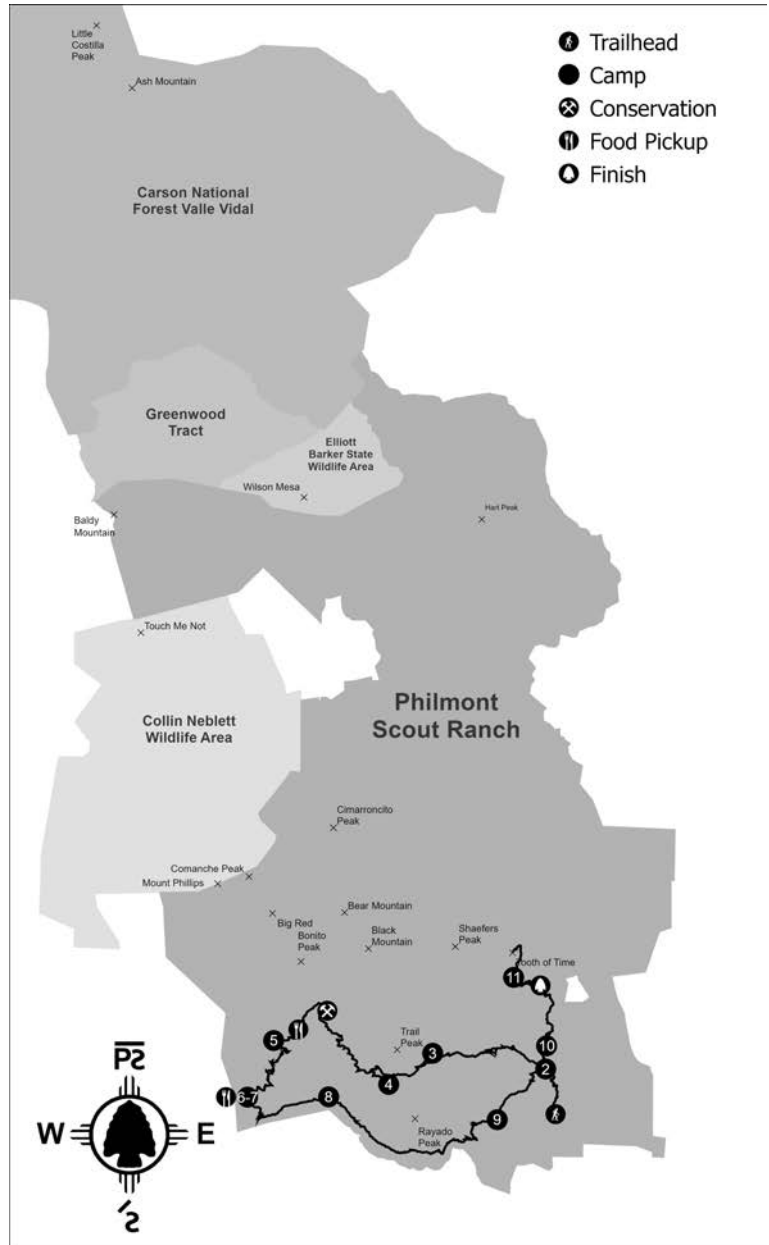 Little
Costilla
Peak
Ash Mountain
Trailhead
Camp
Conservation
Food Pickup
Finish
Carson National
Forest Valle Vidal
Greenwood
Tract
Elliott
Barker State
Wildlife Area
Wilson Mesa
Baldy
Mountain
Hart Peak
Touch Me Not
Collin Neblett
Wildlife Area
Philmont
Scout Ranch
Cimarroncito
Peak
Comanche Peak
Mount Phillips
Big Red
Bonito
Peak
Bear Mountain
Black
Mountain
Shaefers
Peak
Tooth of Time
11
10
Trail
Peak
5
3
2
4
6-7
8
9
Rayado
Peak
W
E